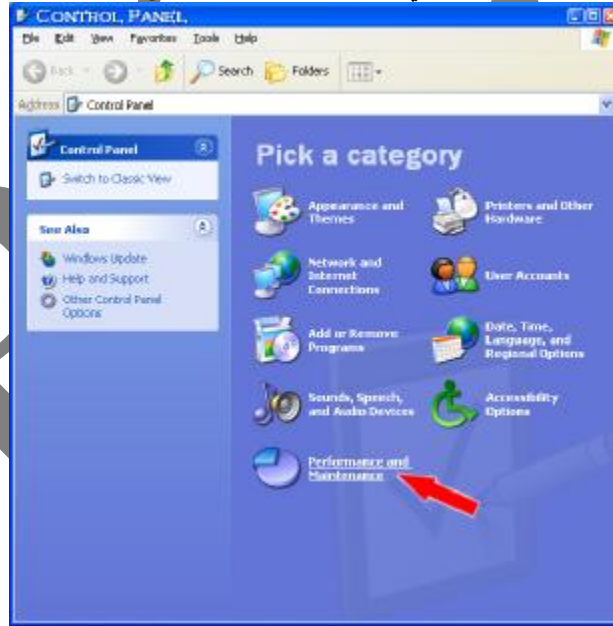 CONTROL PANEL
File Edit View Favorites Tools Help
Back Search Folders
Address Control Panel
Control Panel
Switch to Classic View
See Also
Windows Update
Help and Support
Other Control Panel
Options
Pick a category
Appearance and
Themes
Printers and Other
Hardware
Network and
Internet
Connections
User Accounts
Add or Remove
Programs
Date, Time,
Language, and
Regional Options
Sounds, Speech,
and Audio Devices
Accessibility
Options
Performance and
Maintenance